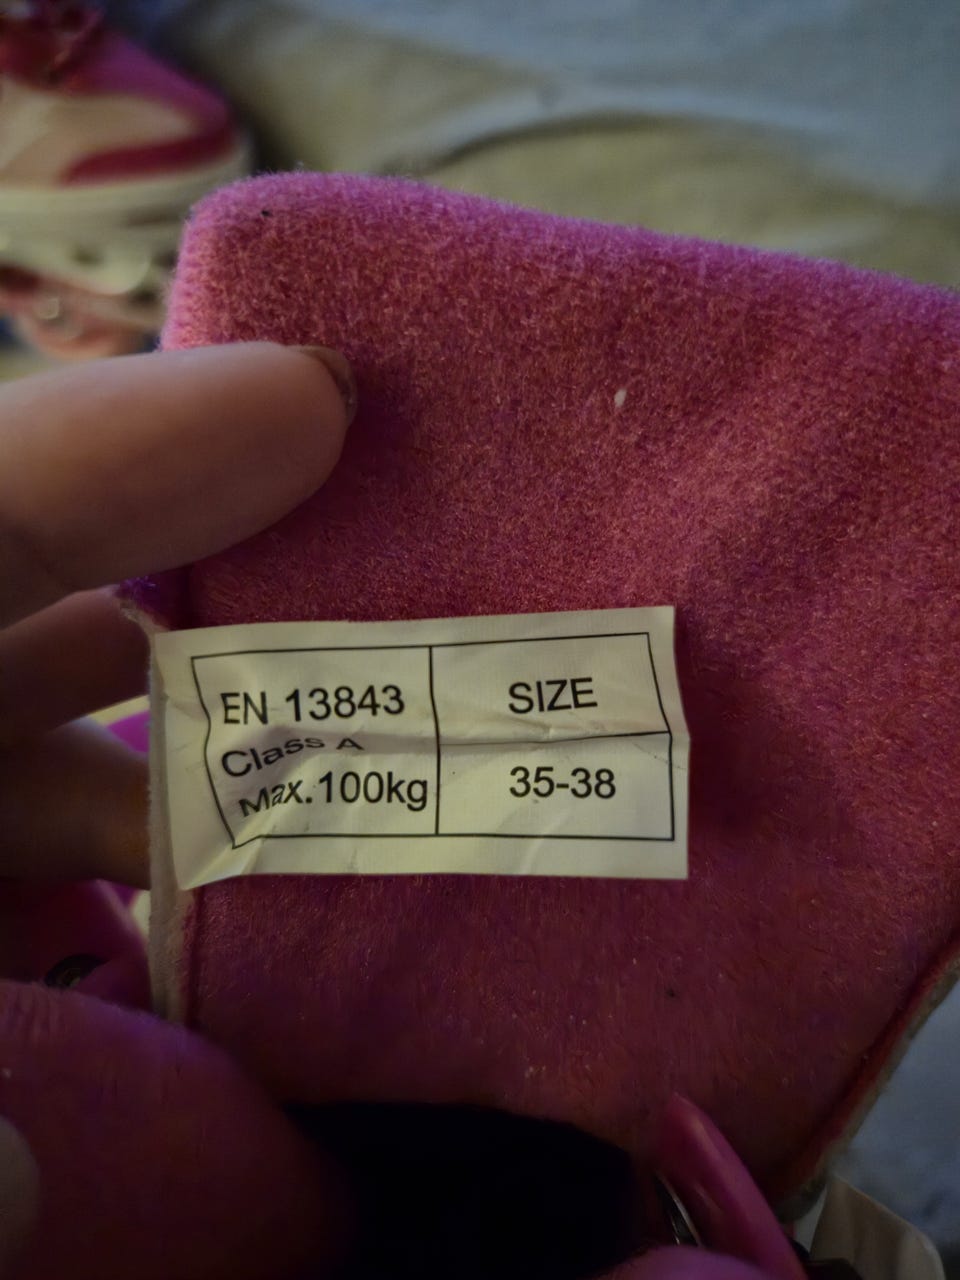 EN 13843
Class A
Max.100kg
SIZE
35-38